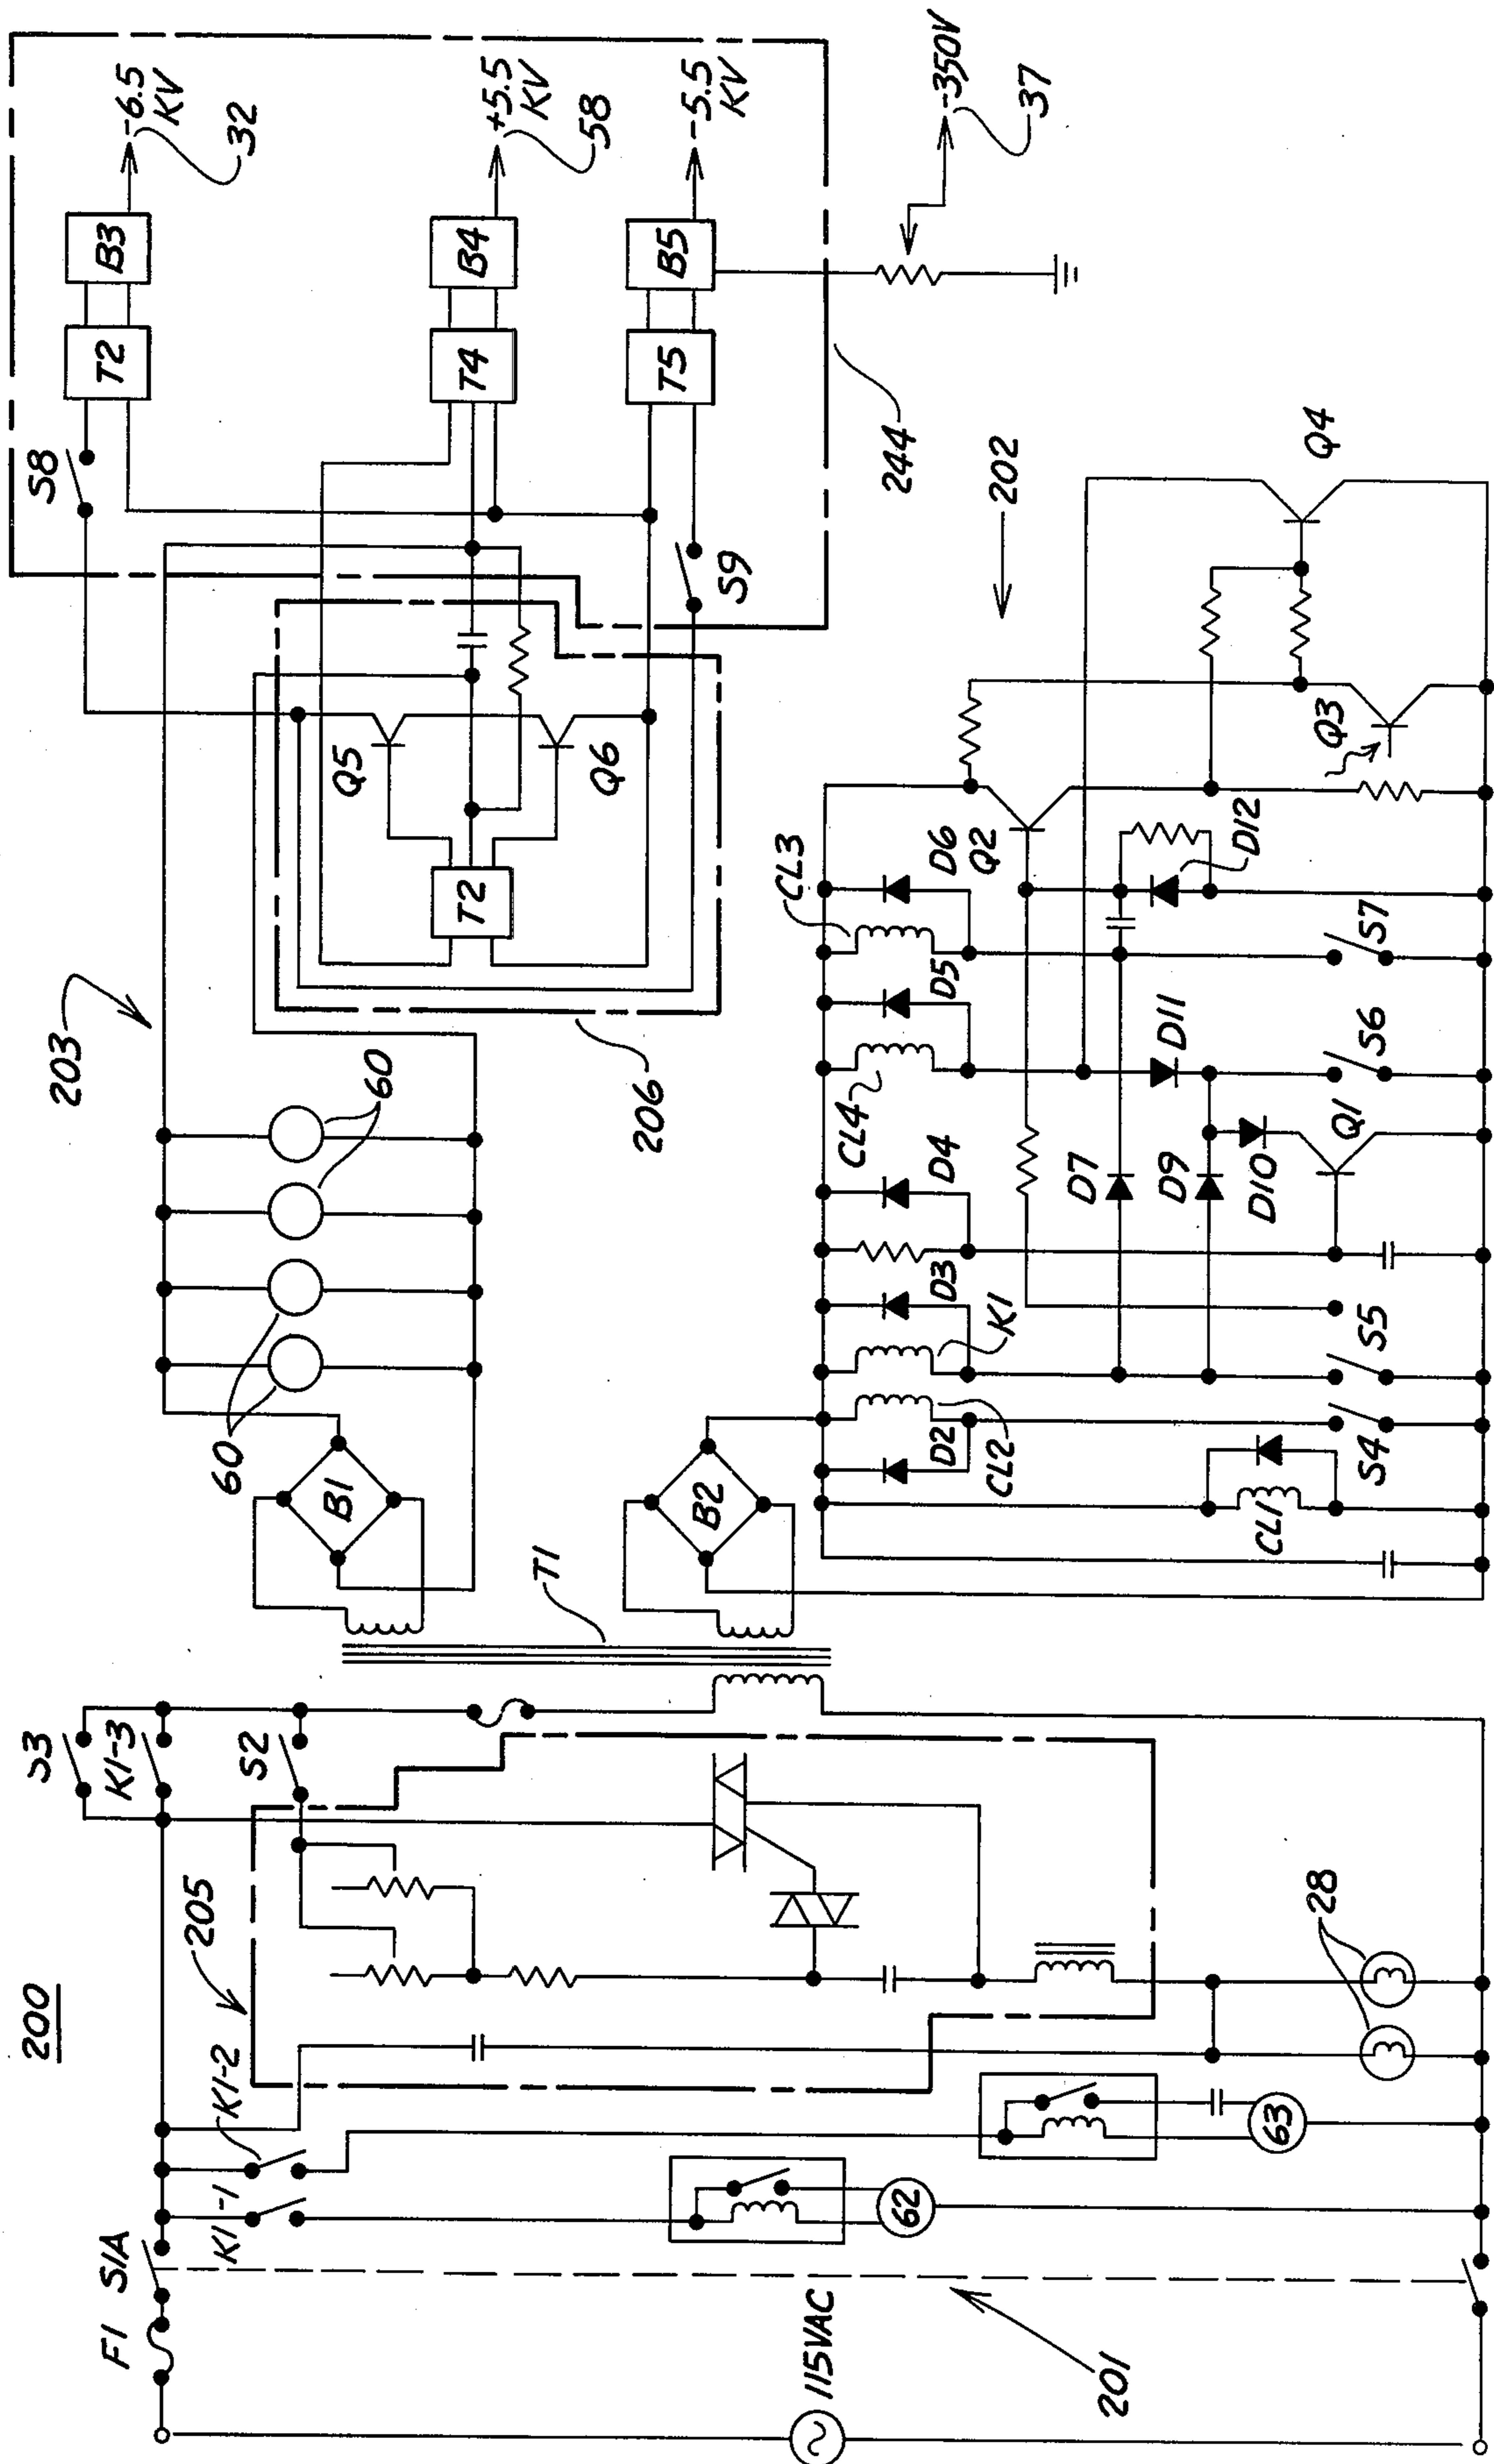 200
F1
S1A
K1-1
K1-2
205
S3
K1-3
S2
62
63
28
115VAC
201
T1
B1
B2
60
60
203
206
T2
Q5
Q6
S8
S9
T2
B3
-6.5
KV
32
T4
B4
+5.5
KV
58
T5
B5
-5.5
KV
-350V
37
244
202
CL1
CL2
D2
K1
D3
D4
CL4
D5
CL3
D6
Q2
D7
D9
D10
D11
D12
Q1
Q3
Q4
S4
S5
S6
S7